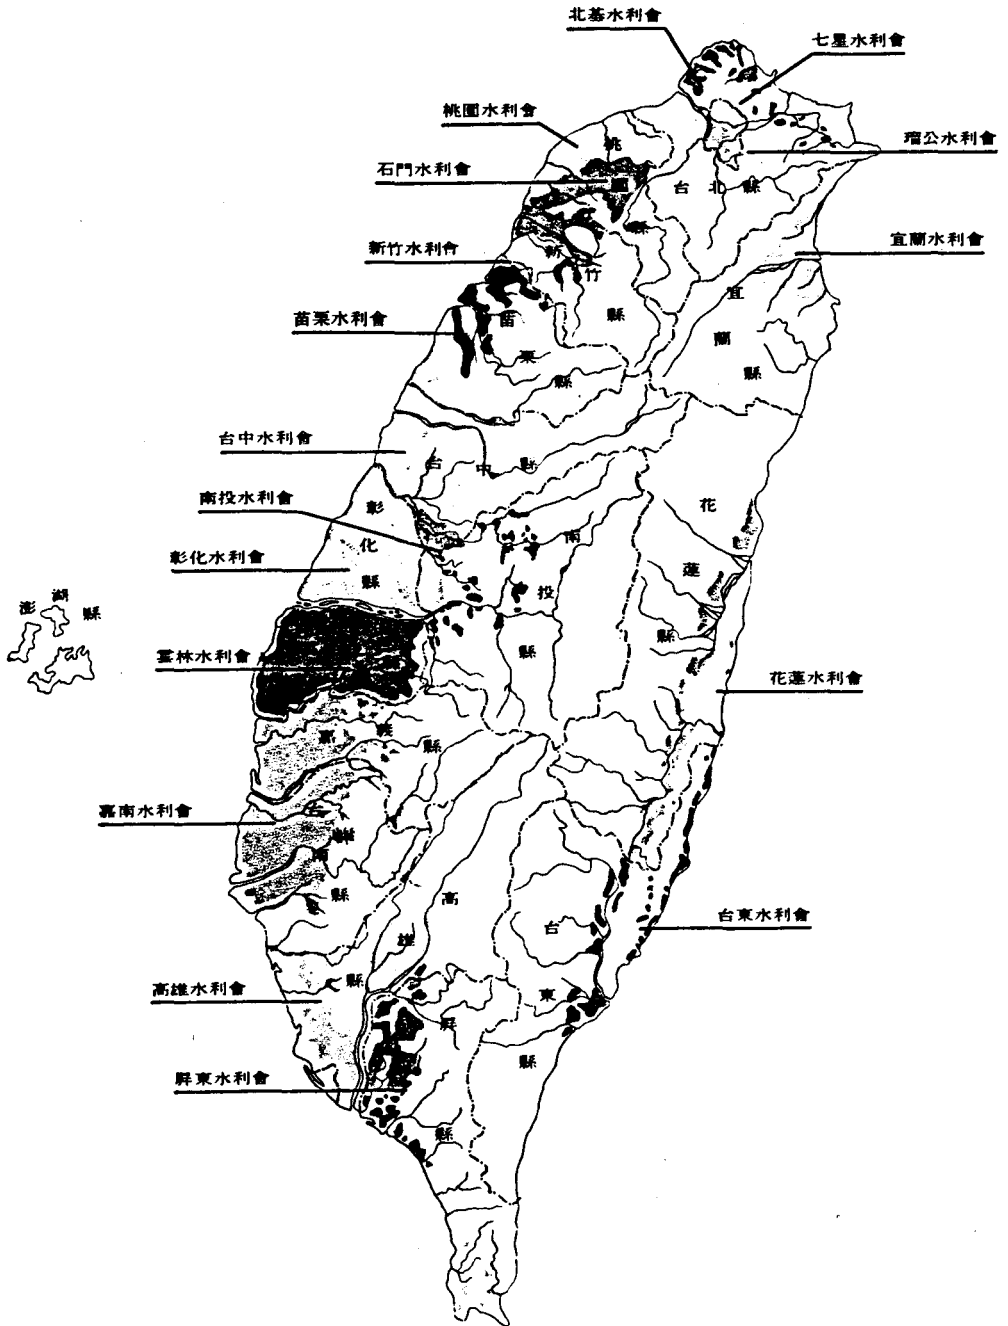 北基水利會
七星水利會
桃園水利會
瑠公水利會
石門水利會
宜蘭水利會
新竹水利會
苗栗水利會
台中水利會
南投水利會
彰化水利會
雲林水利會
花蓮水利會
嘉南水利會
台東水利會
高雄水利會
屏東水利會
桃園縣
台北縣
新竹縣
宜蘭縣
苗栗縣
台中縣
彰化縣
南投縣
花蓮縣
澎湖縣
嘉義縣
台南縣
高雄縣
台東縣
屏東縣